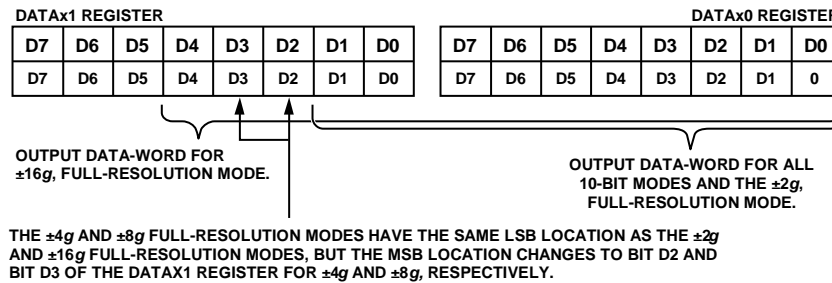 DATAx1 REGISTER DATAx0 REGISTER
D7 D6 D5 D4 D3 D2 D1 D0 D7 D6 D5 D4 D3 D2 D1 D0
D7 D6 D5 D4 D3 D2 D1 D0 D7 D6 D5 D4 D3 D2 D1 0
OUTPUT DATA-WORD FOR
±16g, FULL-RESOLUTION MODE.
OUTPUT DATA-WORD FOR ALL
10-BIT MODES AND THE ±2g,
FULL-RESOLUTION MODE.
THE ±4g AND ±8g FULL-RESOLUTION MODES HAVE THE SAME LSB LOCATION AS THE ±2g
AND ±16g FULL-RESOLUTION MODES, BUT THE MSB LOCATION CHANGES TO BIT D2 AND
BIT D3 OF THE DATAX1 REGISTER FOR ±4g AND ±8g, RESPECTIVELY.